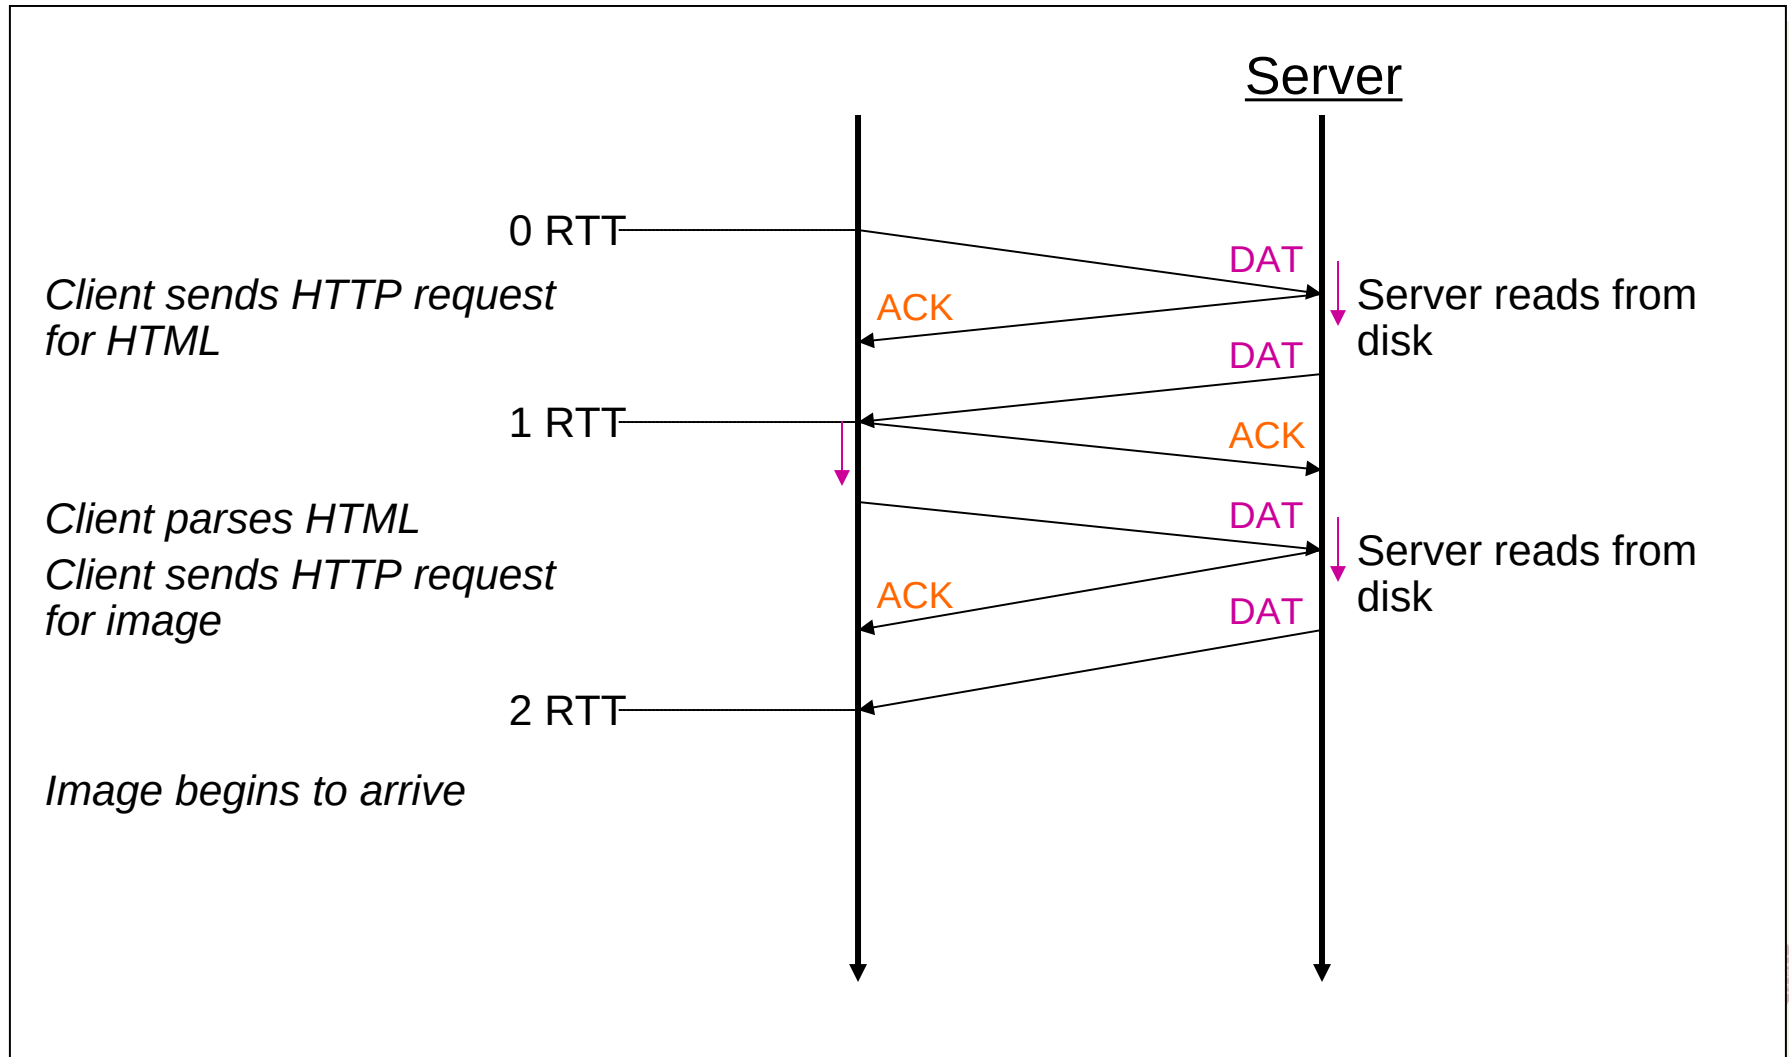 Server
0 RTT
DAT
Client sends HTTP request
for HTML
ACK
Server reads from
disk
DAT
1 RTT
ACK
Client parses HTML
DAT
Client sends HTTP request
for image
ACK
Server reads from
disk
DAT
2 RTT
Image begins to arrive